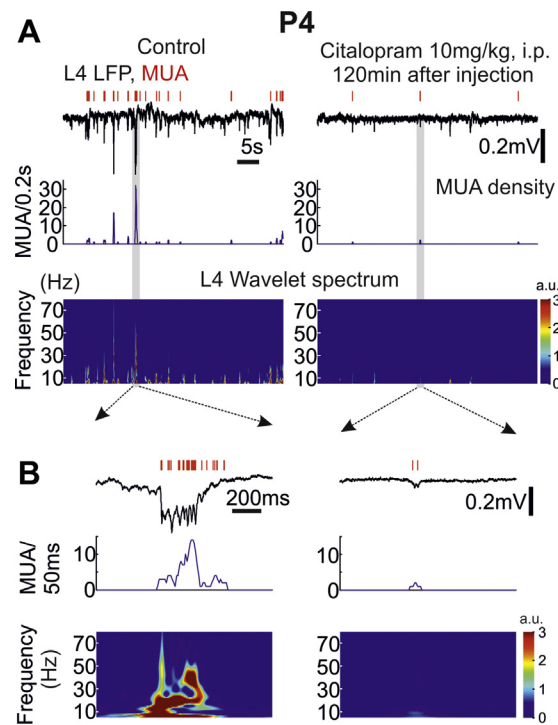 A
P4
Control
L4 LFP, MUA
Citalopram 10mg/kg, i.p.
120min after injection
5s
0.2mV
MUA/0.2s
30
20
10
0
30
20
10
0
MUA density
(Hz)
L4 Wavelet spectrum
a.u.
Frequency
70
50
30
10
70
50
30
10
3
2
1
0
B
200ms
0.2mV
MUA/
50ms
10
0
10
0
Frequency
(Hz)
70
50
30
10
70
50
30
10
a.u.
3
2
1
0